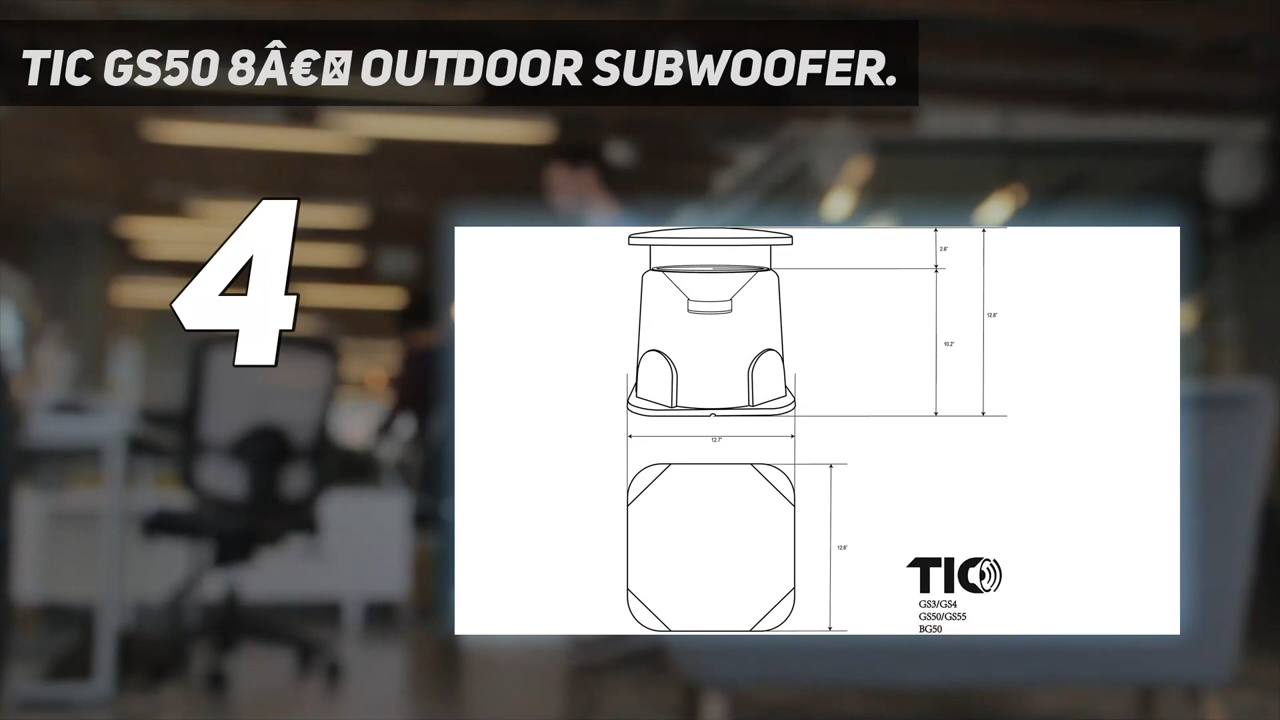 TIC GS50 8Â€� OUTDOOR SUBWOOFER.
4
2.6"
12.8"
10.2"
12.7"
12.8"
TIC
GS3/GS4
GS50/GS55
BG50